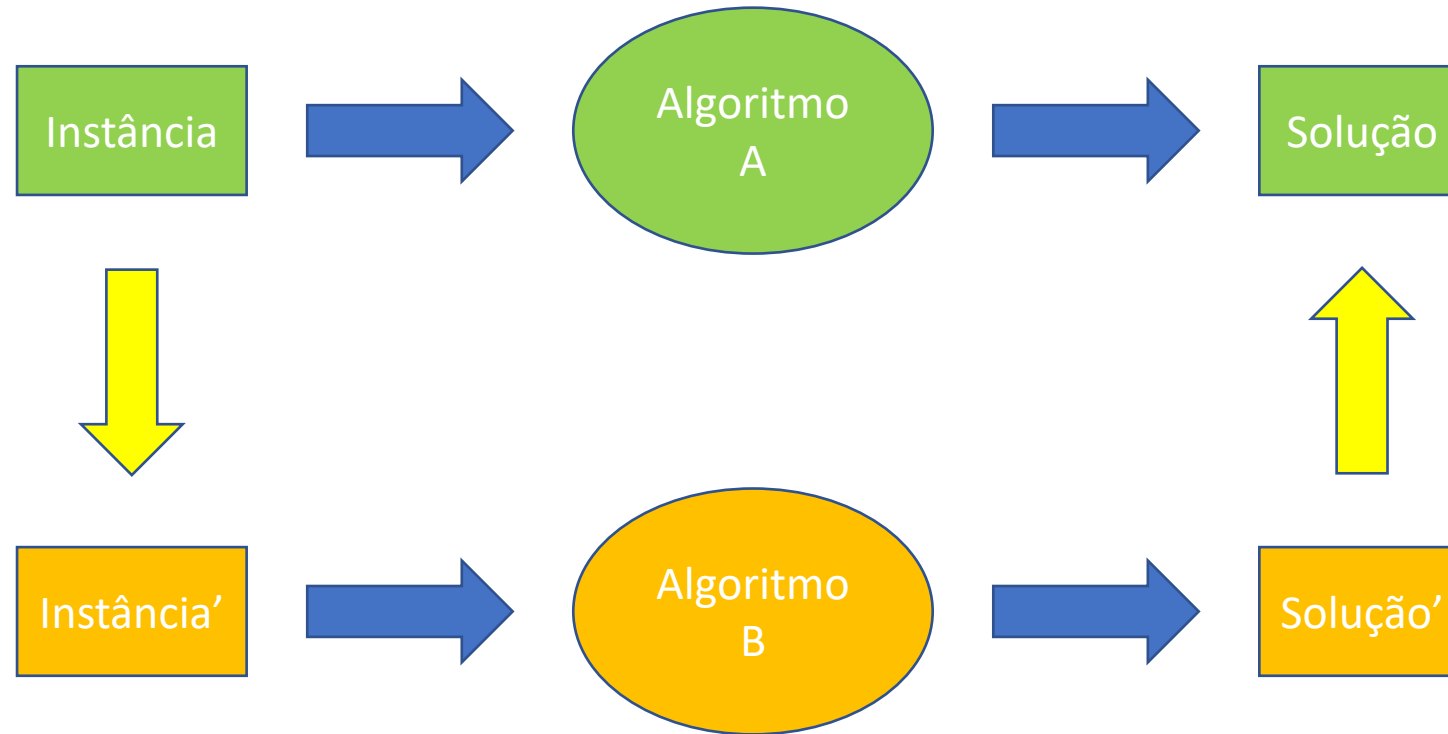 Instância
Algoritmo
A
Solução
Instância’
Algoritmo
B
Solução’